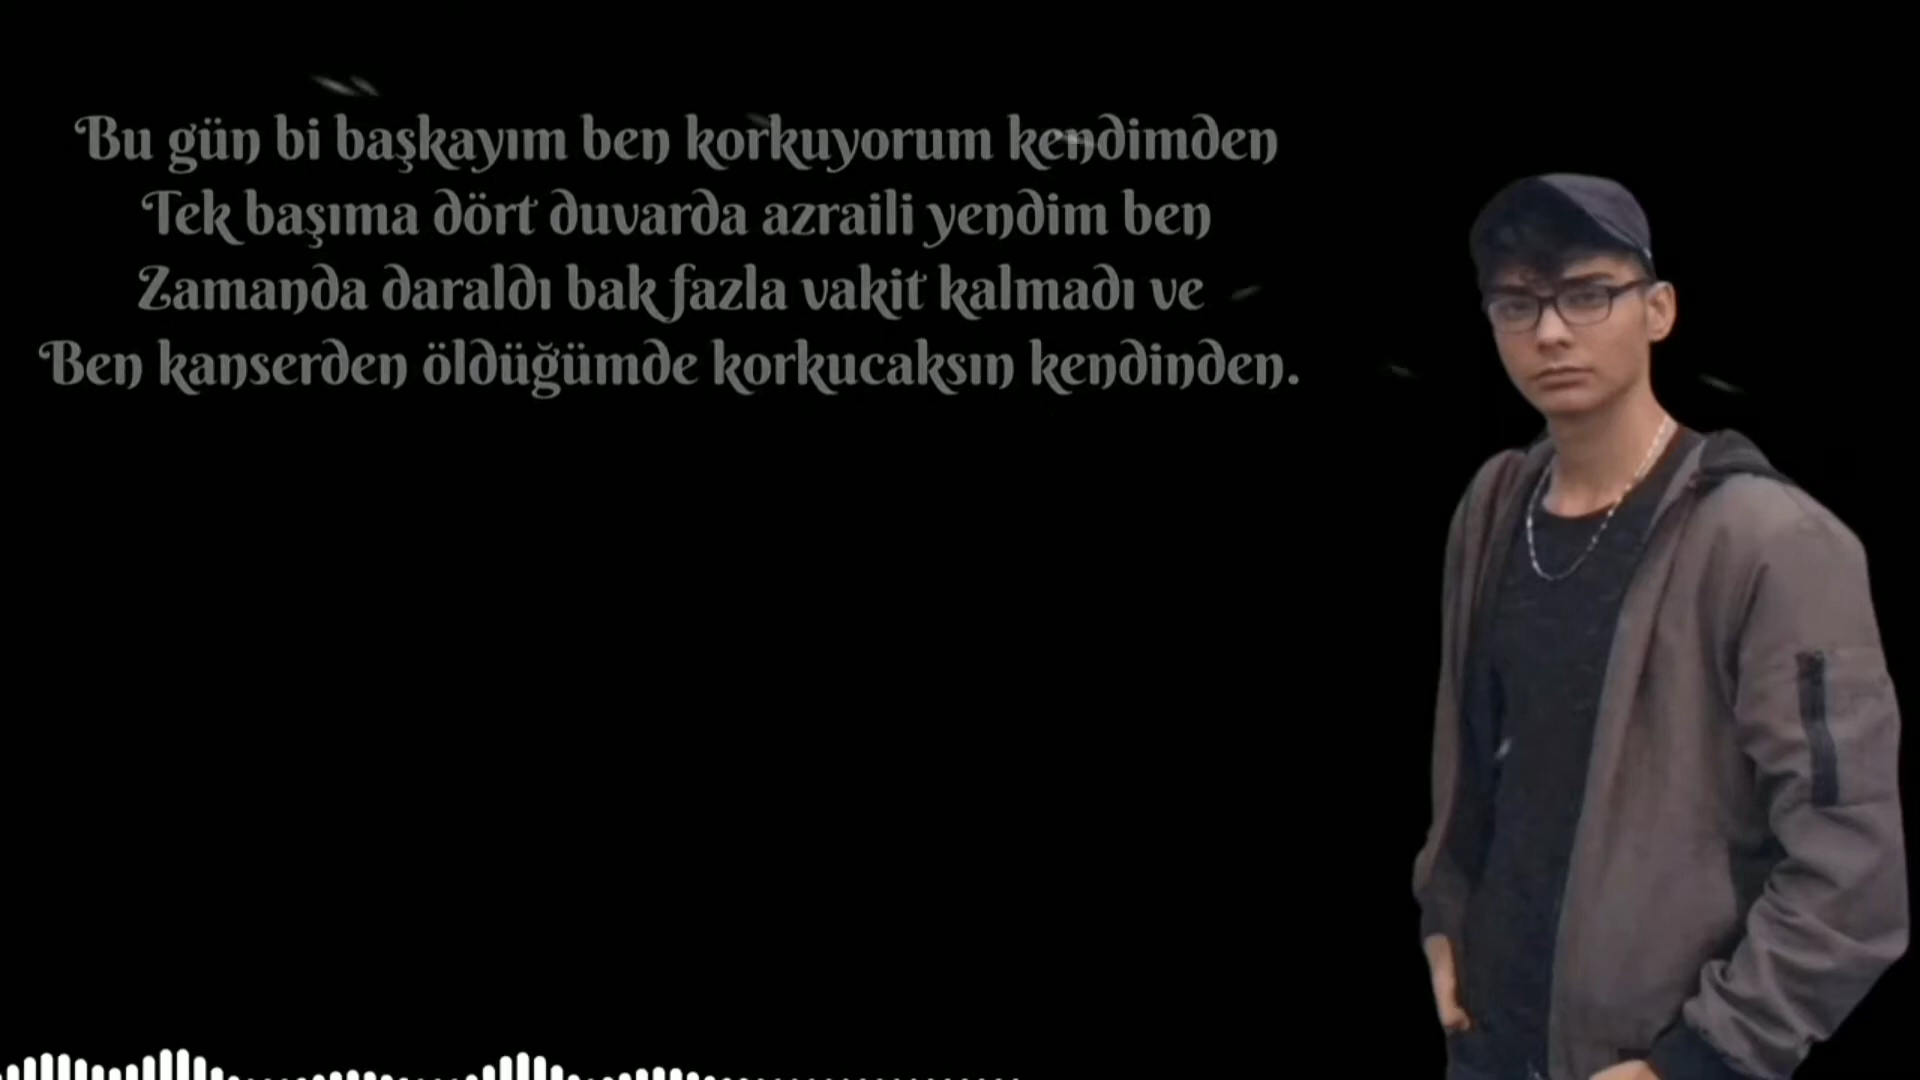 Bu gün bi başkayım ben korkuyorum kendimden
Tek başıma dört duvarda azraili yendim ben
Zamanda daraldı bak fazla vakit kalmadı ve
Ben kanserden öldüğümde korkucaksın kendinden.